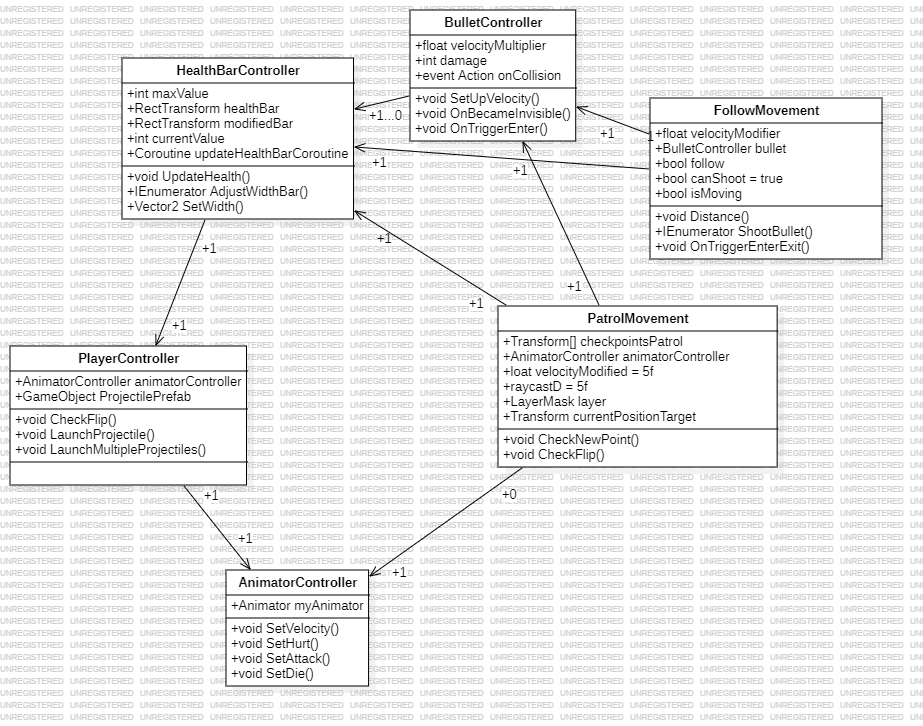 BulletController
+float velocityMultiplier
+int damage
+event Action onCollision
+void SetUpVelocity()
+void OnBecameInvisible()
+void OnTriggerEnter()
HealthBarController
+int maxValue
+RectTransform healthBar
+RectTransform modifiedBar
+int currentValue
+Coroutine updateHealthBarCoroutine
+void UpdateHealth()
+IEnumerator AdjustWidthBar()
+Vector2 SetWidth()
FollowMovement
+float velocityModifier
+BulletController bullet
+bool follow
+bool canShoot = true
+bool isMoving
+void Distance()
+IEnumerator ShootBullet()
+void OnTriggerEnterExit()
+1...0
+1
1
+1
+1
+1
+1
+1
+1
+1
PatrolMovement
+Transform[] checkpointsPatrol
+AnimatorController animatorController
+loat velocityModified = 5f
+raycastD = 5f
+LayerMask layer
+Transform currentPositionTarget
+void CheckNewPoint()
+void CheckFlip()
PlayerController
+AnimatorController animatorController
+GameObject ProjectilePrefab
+void CheckFlip()
+void LaunchProjectile()
+void LaunchMultipleProjectiles()
+1
+0
+1
+1
AnimatorController
+Animator myAnimator
+void SetVelocity()
+void SetHurt()
+void SetAttack()
+void SetDie()
UNREGISTERED